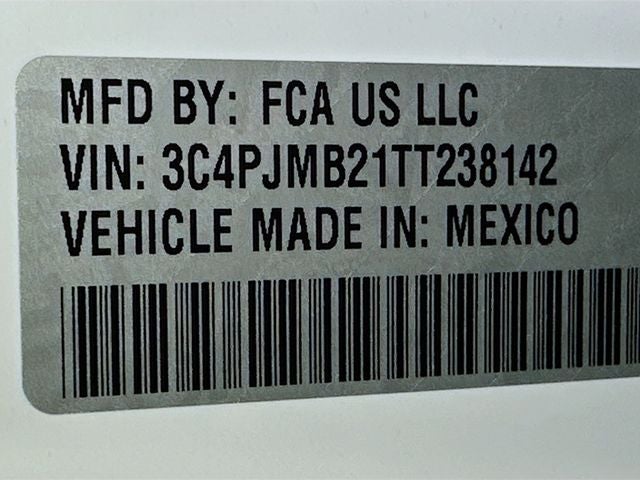 MFD BY: FCA US LLC
VIN: 3C4PJMB21TT238142
VEHICLE MADE IN: MEXICO